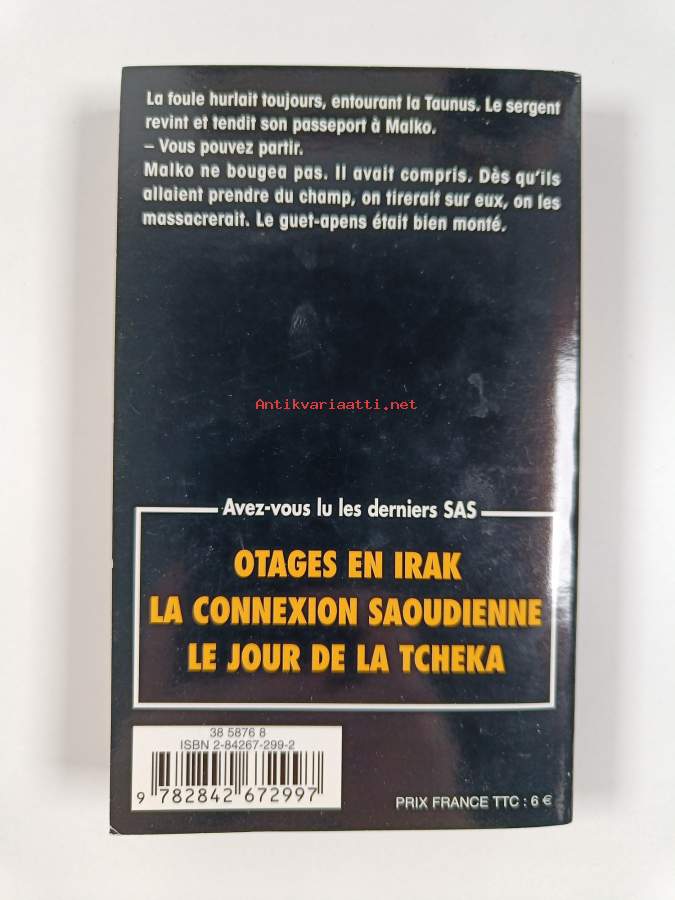 La foule hurlait toujours, entourant la Taunus. Le sergent
revint et tendit son passeport à Malko.
– Vous pouvez partir.
Malko ne bougea pas. Il avait compris. Dès qu'ils
allaient prendre du champ, on tirerait sur eux, on les
massacrerait. Le guet-apens était bien monté.
Antikvariaatti.net
Avez-vous lu les derniers SAS
OTAGES EN IRAK
LA CONNEXION SAOUDIENNE
LE JOUR DE LA TCHEKA
38 5876 8
ISBN 2-84267-299-2
9 782842 672997
PRIX FRANCE TTC : 6 €